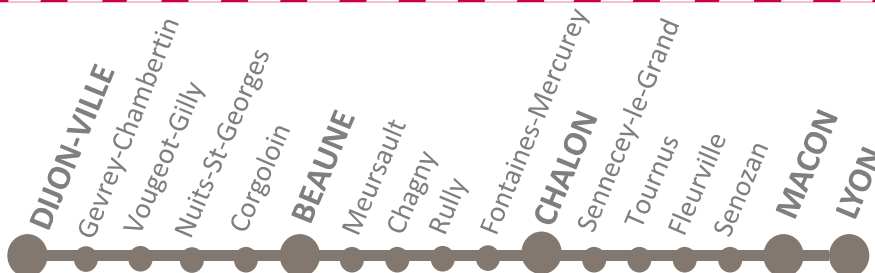 DIJON-VILLE
Gevrey-Chambertin
Vougeot-Gilly
Nuits-St-Georges
Corgoloin
BEAUNE
Meursault
Chagny
Rully
Fontaines-Mercurey
CHALON
Sennecey-le-Grand
Tournus
Fleurville
Senozan
MACON
LYON